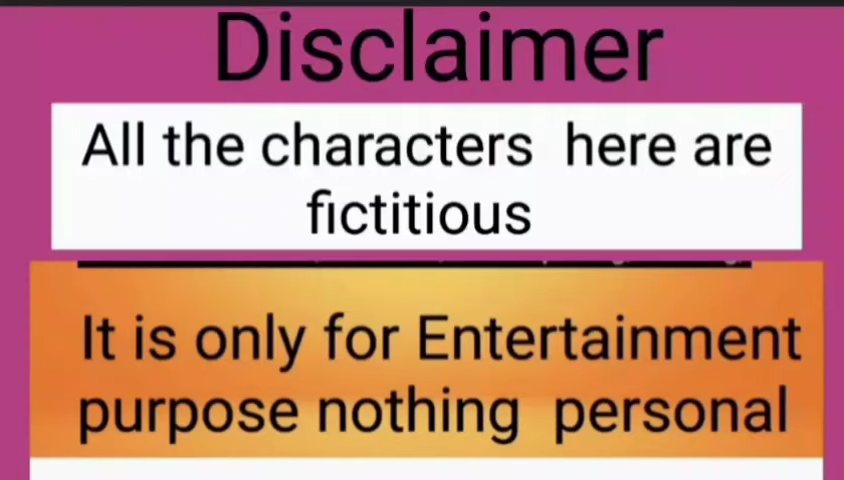 Disclaimer
All the characters here are
fictitious
It is only for Entertainment
purpose nothing personal